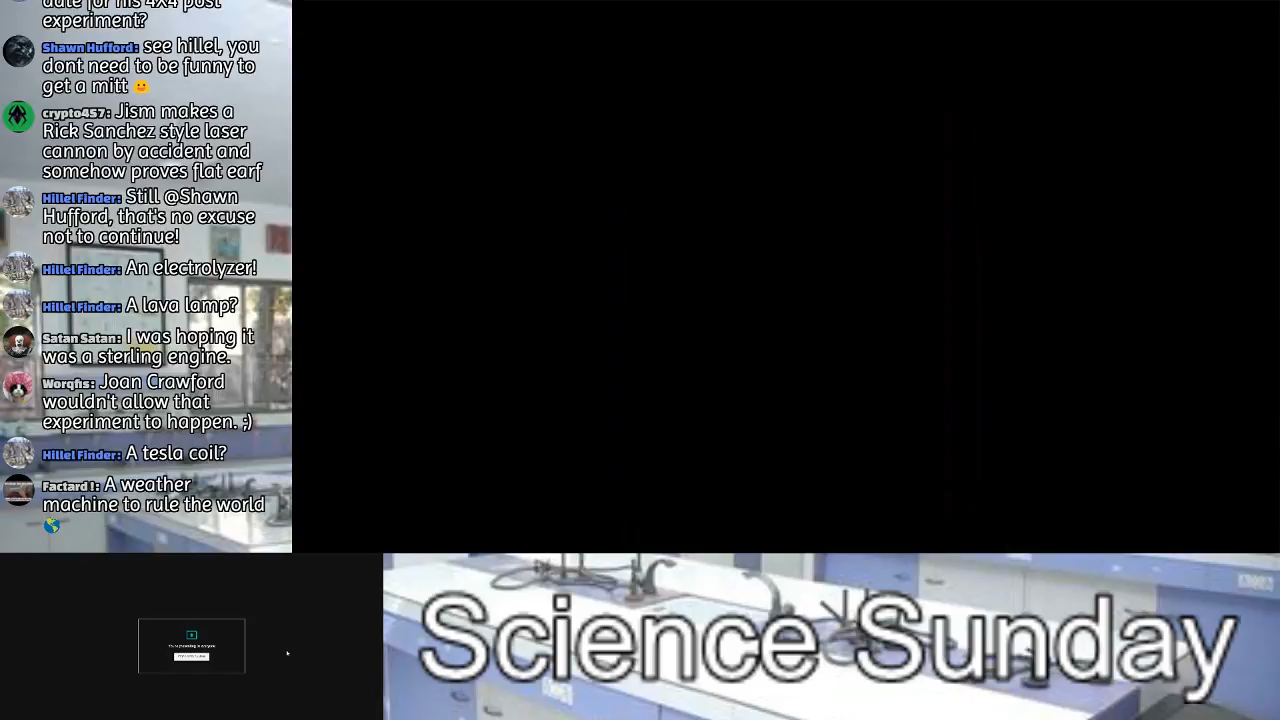 date for his 4X4 post
experiment?
Shawn Hufford: see hillel, you
dont need to be funny to
get a mitt
crypto457: Jism makes a
Rick Sanchez style laser
cannon by accident and
somehow proves flat earf
Hillel Finder: Still @Shawn
Hufford, that's no excuse
not to continue!
Hillel Finder: An electrolyzer!
Hillel Finder: A lava lamp?
Satan Satan: I was hoping it
was a sterling engine.
Worqfis: Joan Crawford
wouldn't allow that
experiment to happen. ;)
Hillel Finder: A tesla coil?
Factard !: A weather
machine to rule the world
Science Sunday